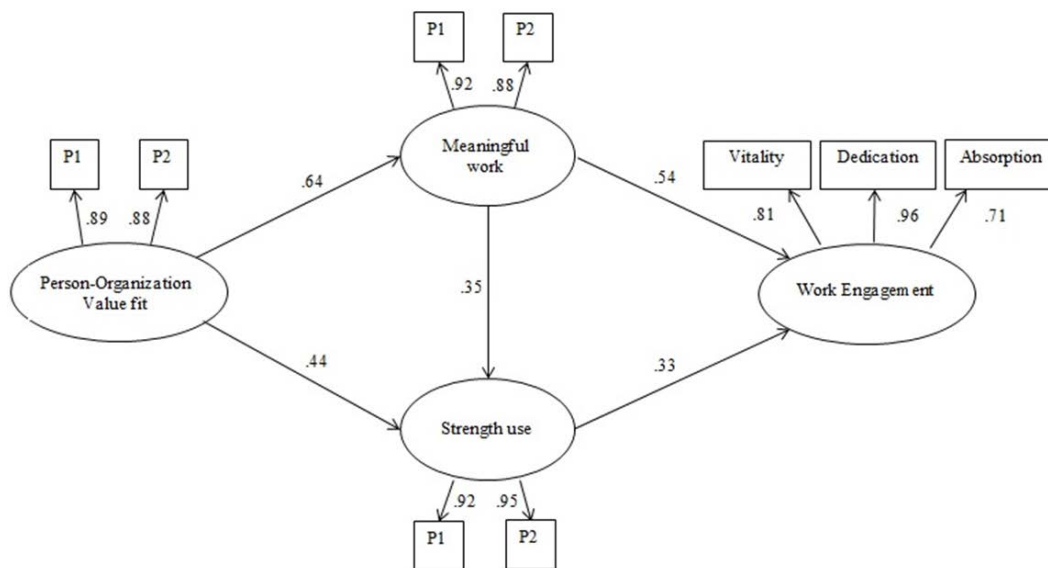 P1
P2
.92
.88
Meaningful
work
P1
P2
.89
.88
Person-Organization
Value fit
.64
.54
Vitality
Dedication
Absorption
.81
.96
.71
Work Engagement
.35
.44
.33
Strength use
.92
.95
P1
P2